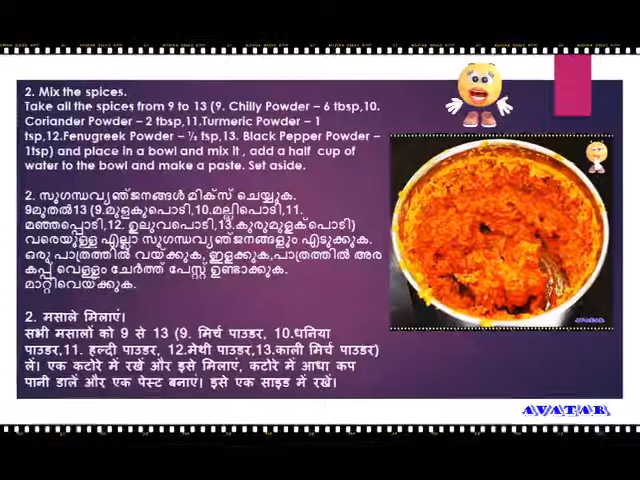 2. Mix the spices.
Take all the spices from 9 to 13 (9. Chilly Powder – 6 tbsp,10.
Coriander Powder – 2 tbsp,11.Turmeric Powder – 1
tsp,12.Fenugreek Powder – ½ tsp,13. Black Pepper Powder –
1tsp) and place in a bowl and mix it , add a half cup of
water to the bowl and make a paste. Set aside.
2. സുഗന്ധവ്യഞ്ജനങ്ങൾ മിക്സ് ചെയ്യുക.
9മുതൽ13 (9.മുളകുപൊടി,10.മല്ലിപൊടി,11.
മഞ്ഞപ്പൊടി,12. ഉലുവപൊടി,13.കുരുമുളക്പൊടി)
വരെയുള്ള എല്ലാ സുഗന്ധവ്യഞ്ജനങ്ങളും എടുക്കുക.
ഒരു പാത്രത്തിൽ വയ്ക്കുക, ഇളക്കുക,പാത്രത്തിൽ അര
കപ്പ് വെള്ളം ചേർത്ത് പേസ്റ്റ് ഉണ്ടാക്കുക.
മാറ്റിവെയ്ക്കുക.
2. मसाले मिलाएं।
सभी मसालों को 9 से 13 (9. मिर्च पाउडर, 10.धनिया
पाउडर,11. हल्दी पाउडर, 12.मेथी पाउडर,13.काली मिर्च पाउडर)
लें। एक कटोरे में रखें और इसे मिलाएं, कटोरे में आधा कप
पानी डालें और एक पेस्ट बनाएं। इसे एक साइड में रखें।
AVATAR
AVATAR